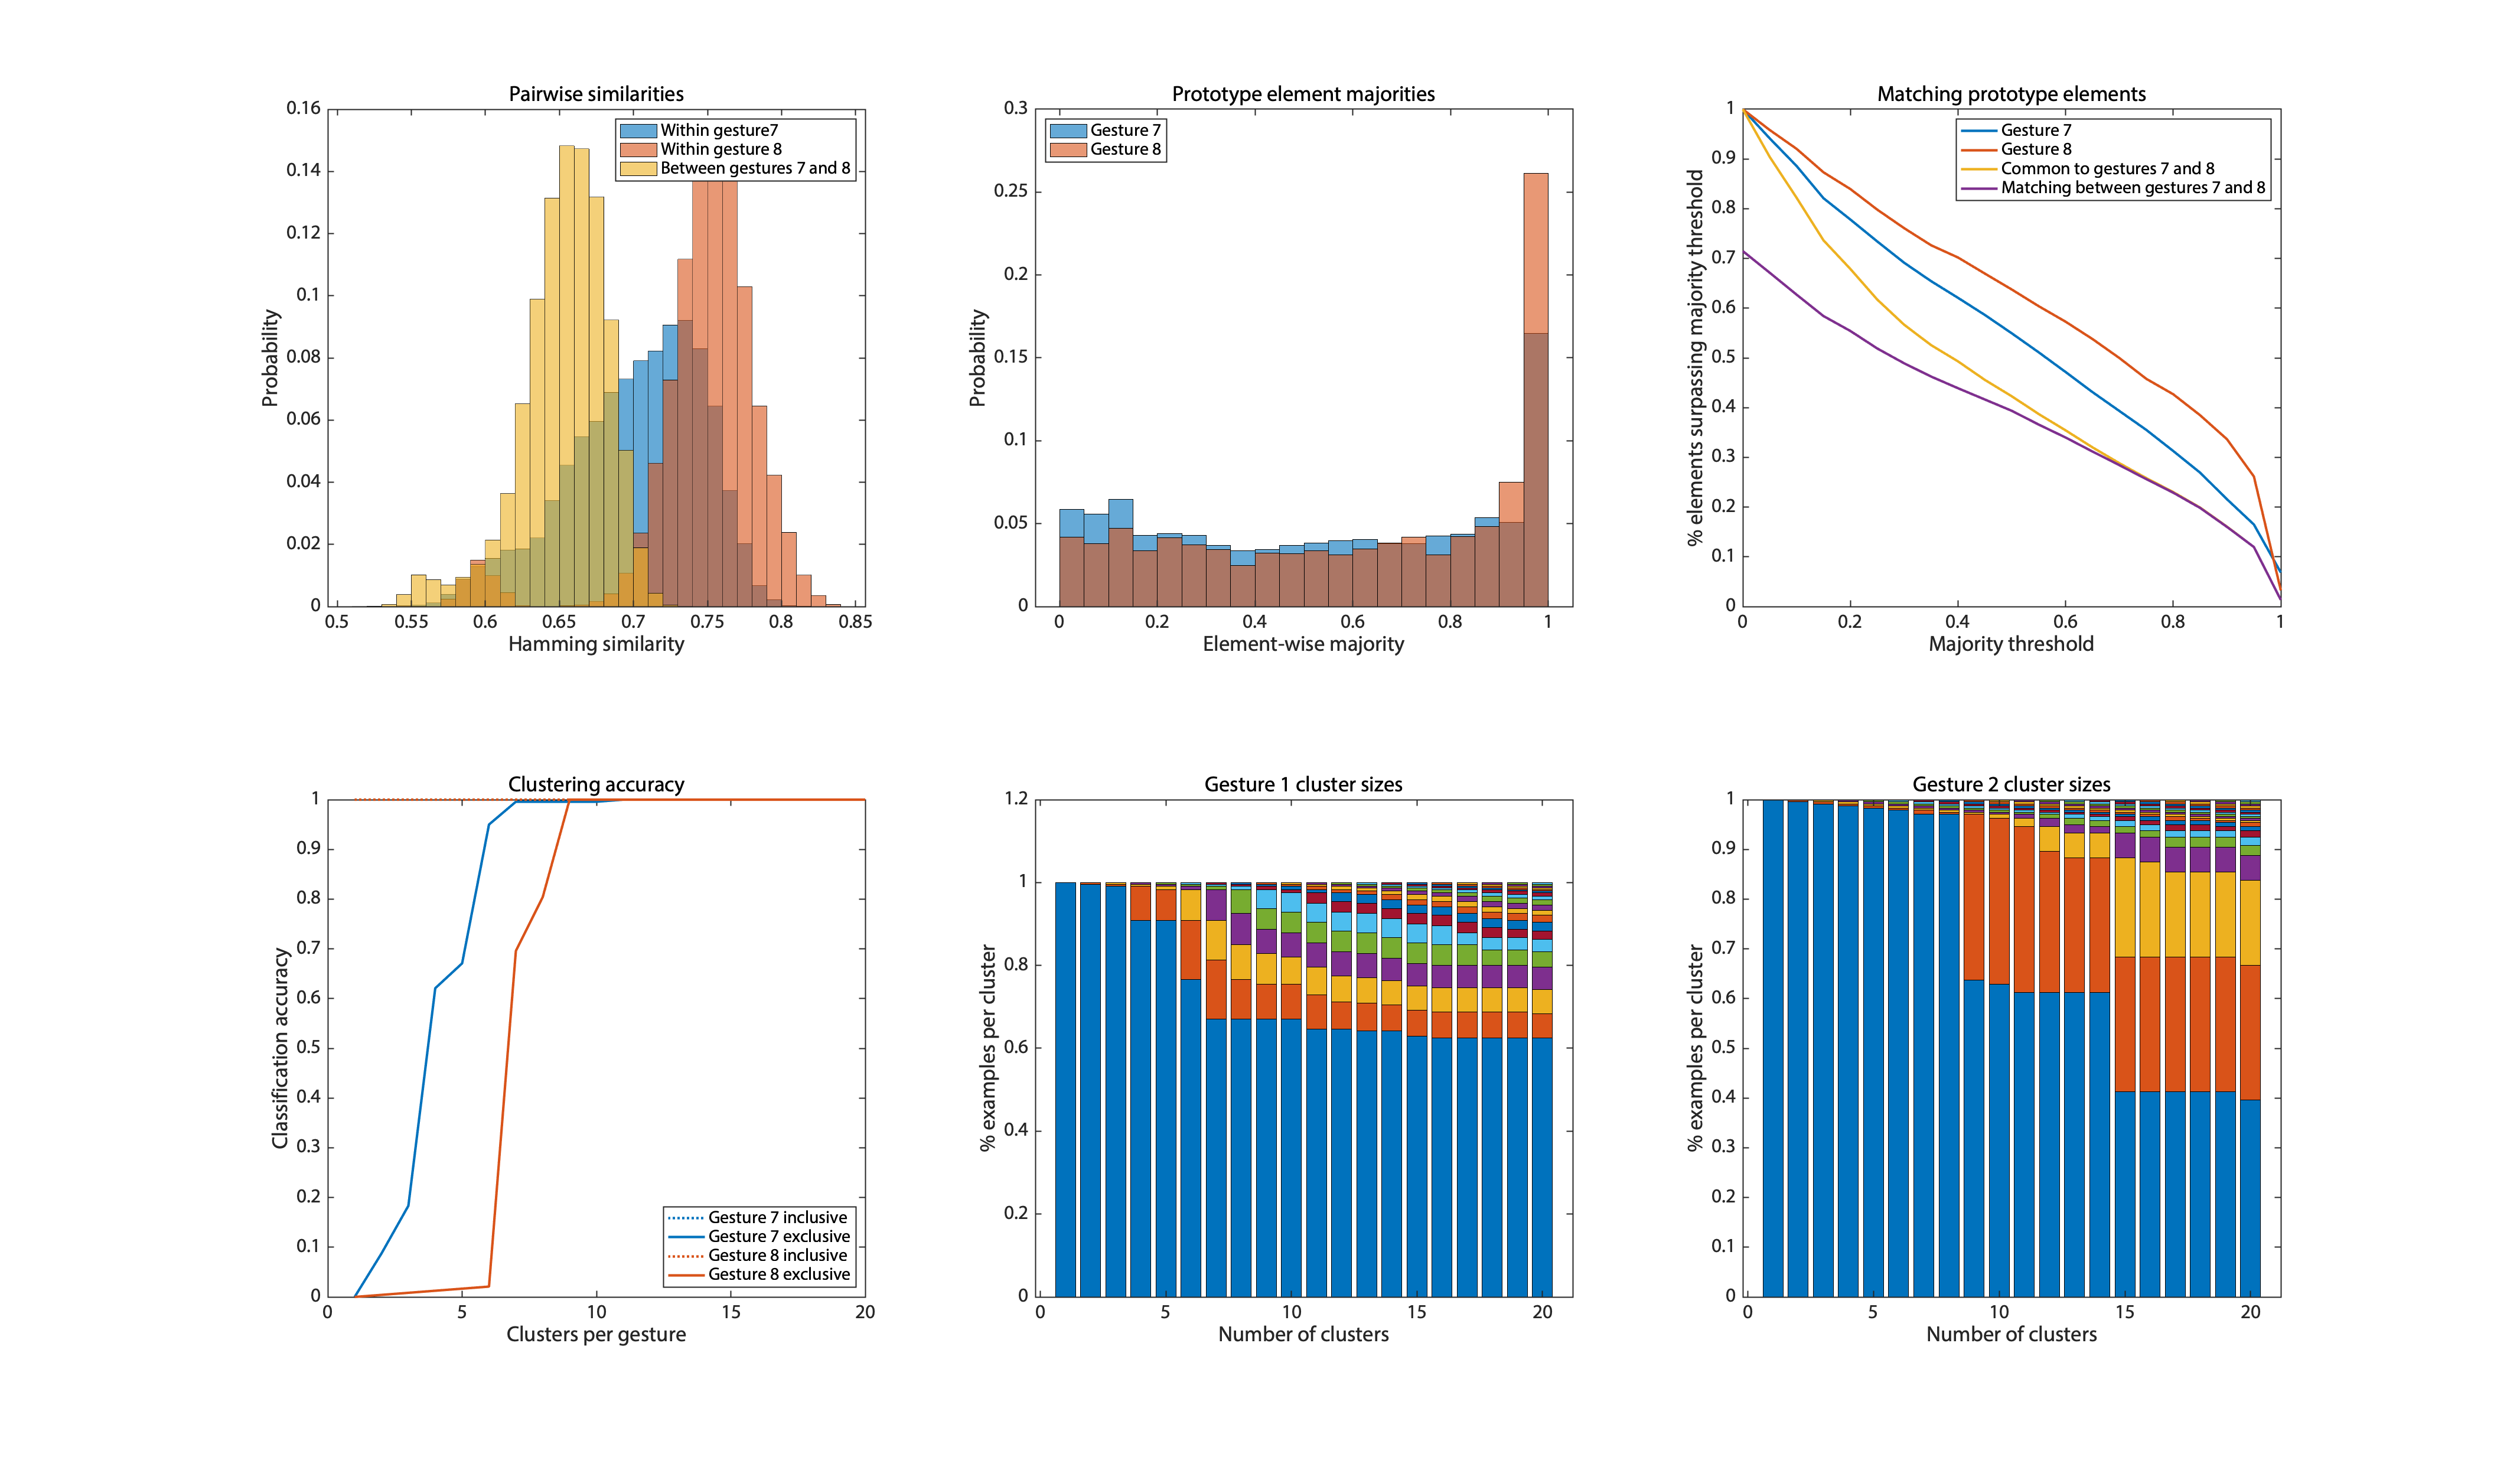 Pairwise similarities
0.16
0.14
0.12
0.1
0.08
0.06
0.04
0.02
0
Probability
Within gesture7
Within gesture 8
Between gestures 7 and 8
0.5 0.55 0.6 0.65 0.7 0.75 0.8 0.85
Hamming similarity
Prototype element majorities
0.3
0.25
0.2
0.15
0.1
0.05
0
Probability
Gesture 7
Gesture 8
0 0.2 0.4 0.6 0.8 1
Element-wise majority
Matching prototype elements
1
0.9
0.8
0.7
0.6
0.5
0.4
0.3
0.2
0.1
0
% elements surpassing majority threshold
Gesture 7
Gesture 8
Common to gestures 7 and 8
Matching between gestures 7 and 8
0 0.2 0.4 0.6 0.8 1
Majority threshold
Clustering accuracy
1
0.9
0.8
0.7
0.6
0.5
0.4
0.3
0.2
0.1
0
Classification accuracy
Gesture 7 inclusive
Gesture 7 exclusive
Gesture 8 inclusive
Gesture 8 exclusive
0 5 10 15 20
Clusters per gesture
Gesture 1 cluster sizes
1.2
1
0.8
0.6
0.4
0.2
0
% examples per cluster
0 5 10 15 20
Number of clusters
Gesture 2 cluster sizes
1
0.9
0.8
0.7
0.6
0.5
0.4
0.3
0.2
0.1
0
% examples per cluster
0 5 10 15 20
Number of clusters